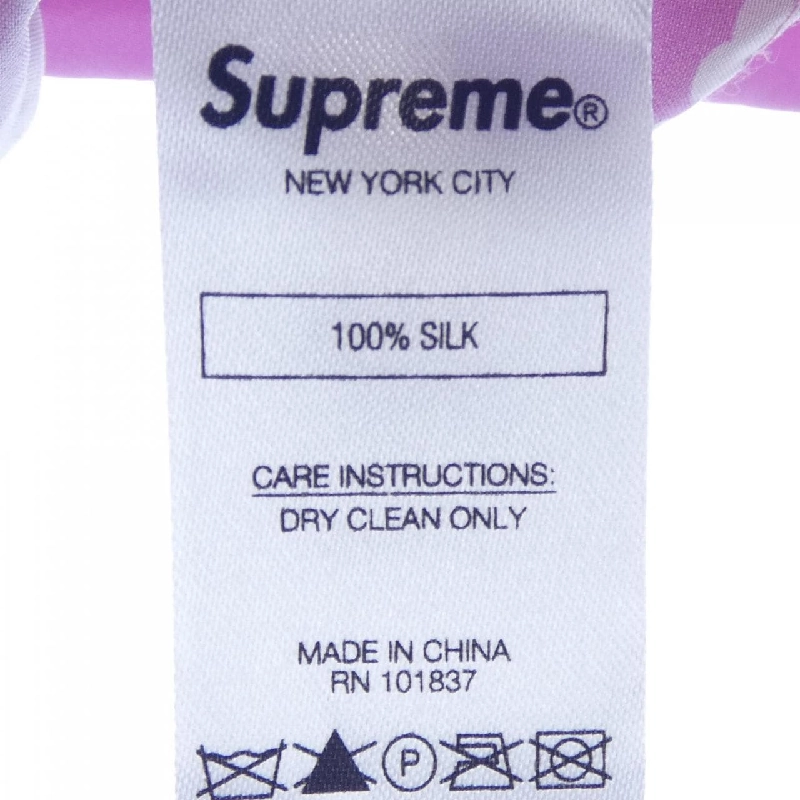 Supreme®
NEW YORK CITY
100% SILK
CARE INSTRUCTIONS:
DRY CLEAN ONLY
MADE IN CHINA
RN 101837
P